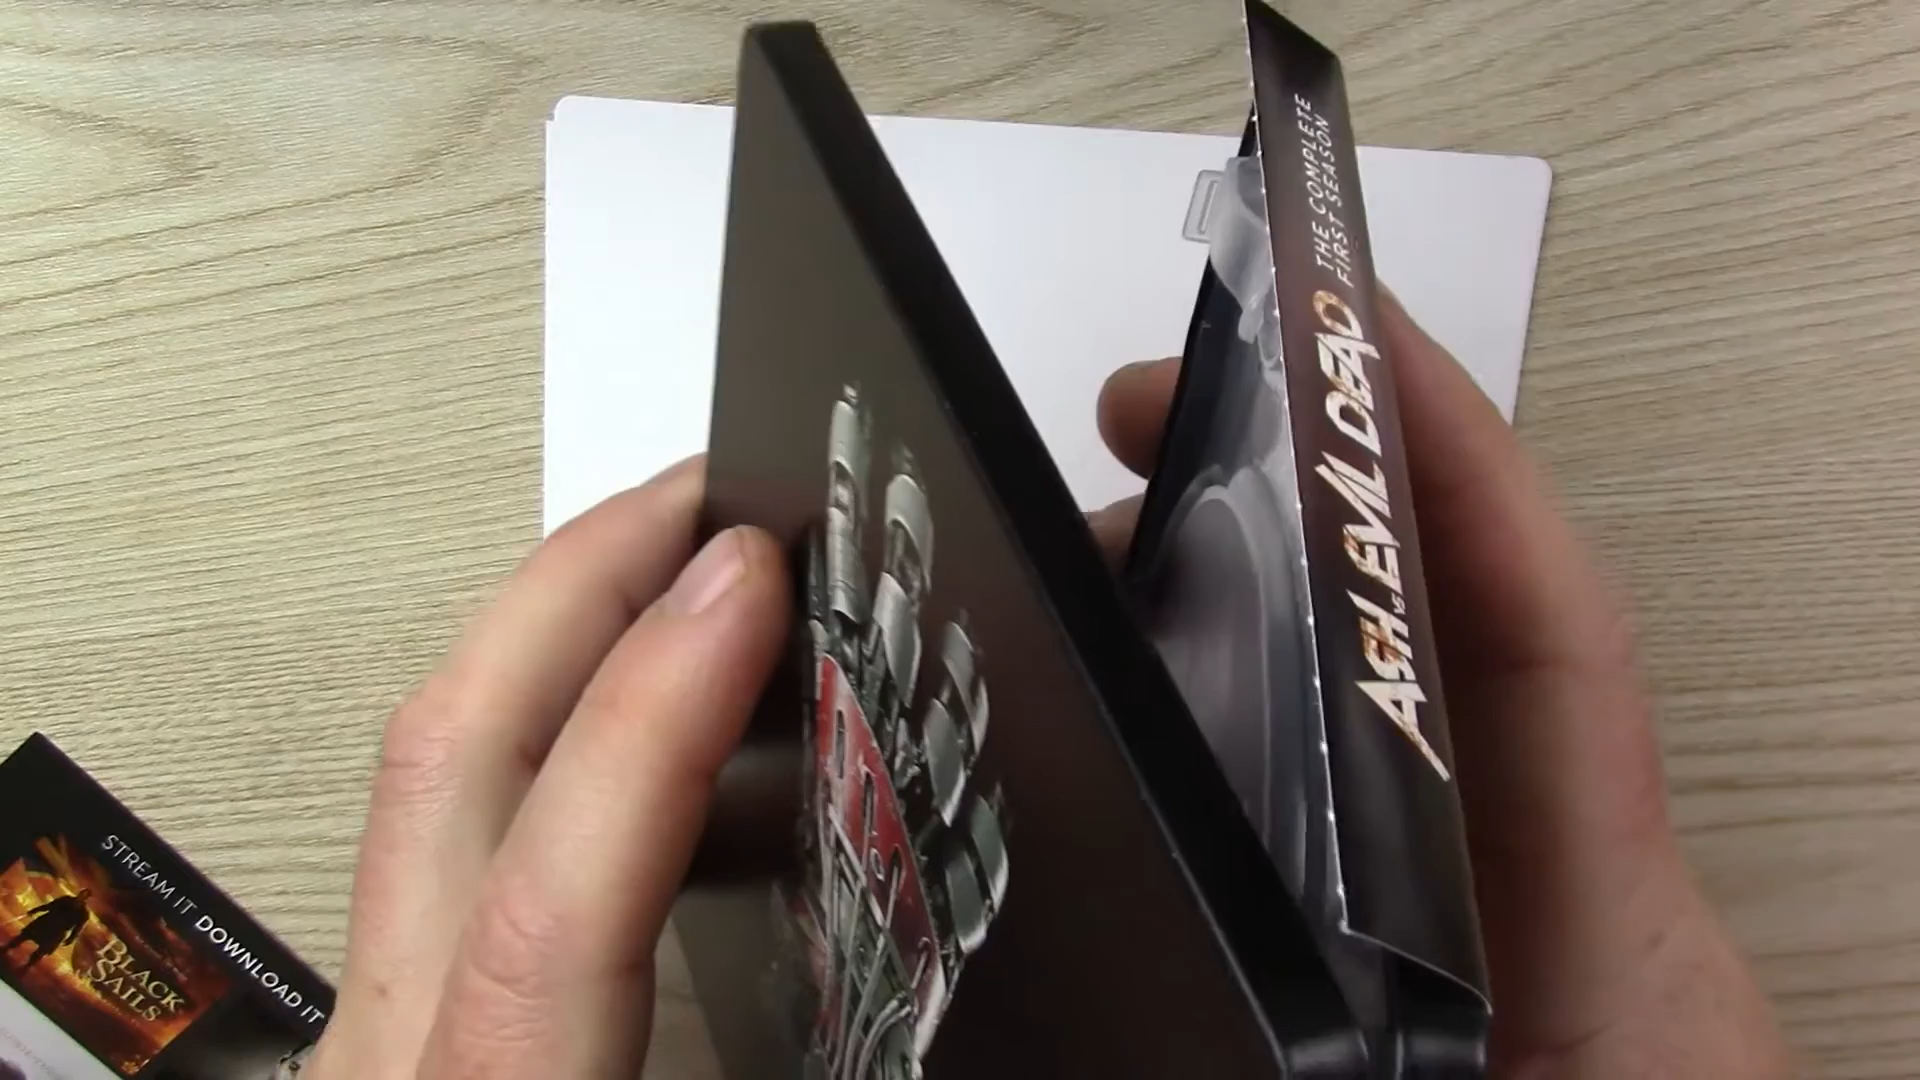 THE COMPLETE
FIRST SEASON
ASH VS EVIL DEAD
STREAM IT DOWNLOAD IT
BLACK
SAILS